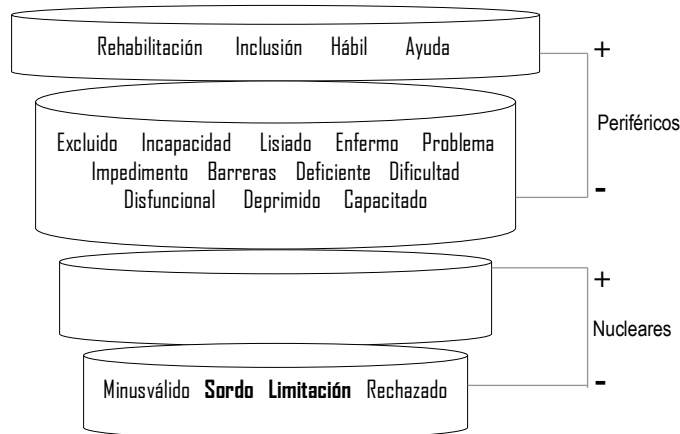 Rehabilitación Inclusión Hábil Ayuda
+
Periféricos
Excluido Incapacidad Lisiado Enfermo Problema
Impedimento Barreras Deficiente Dificultad
Disfuncional Deprimido Capacitado
-
+
Nucleares
Minusválido Sordo Limitación Rechazado
-